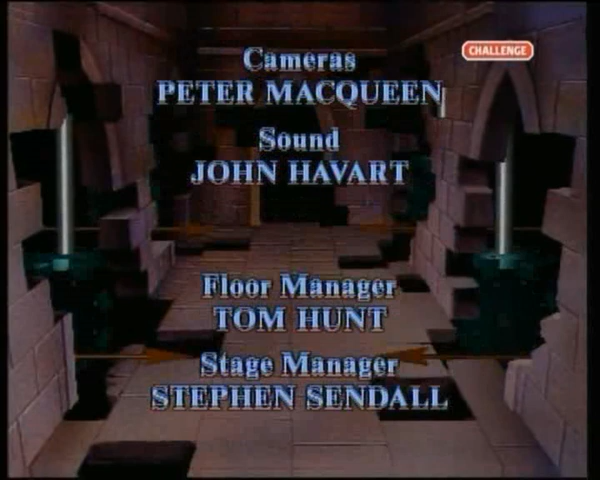 CHALLENGE
Cameras
PETER MACQUEEN
Sound
JOHN HAVART
Floor Manager
TOM HUNT
Stage Manager
STEPHEN SENDALL